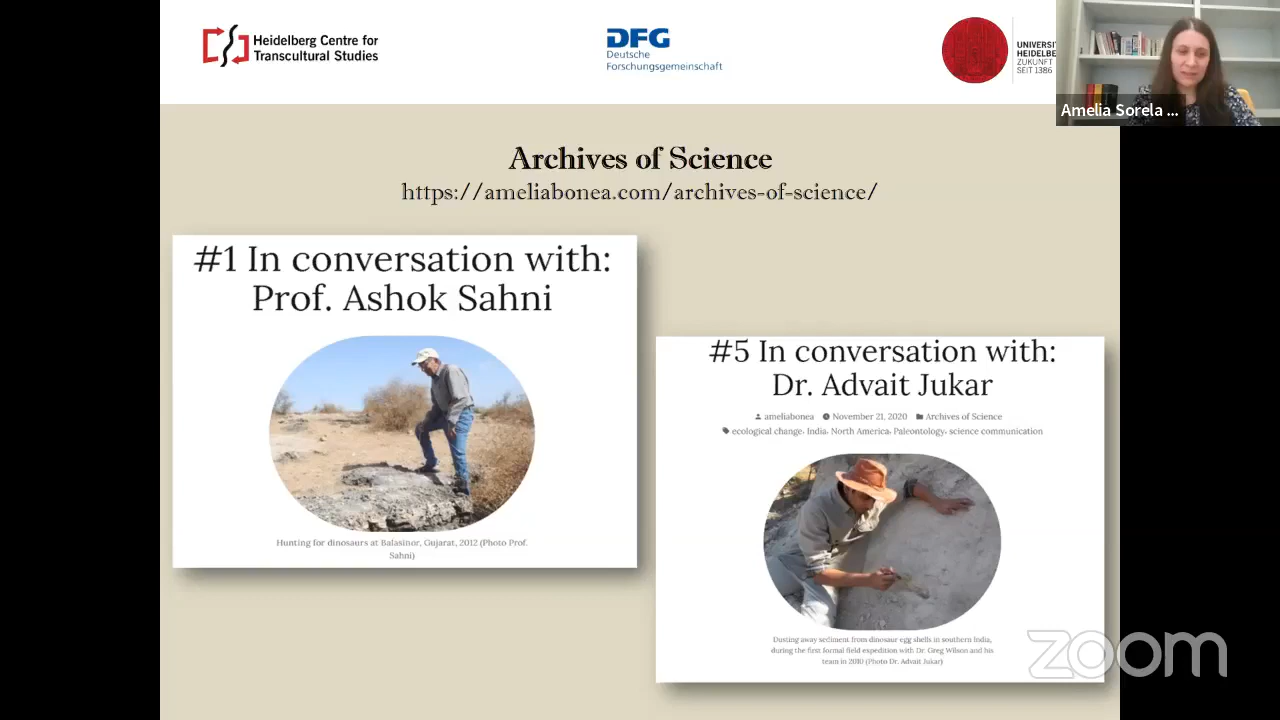 Heidelberg Centre for
Transcultural Studies
DFG
Deutsche
Forschungsgemeinschaft
UNIVERSIT
HEIDELBE
ZUKUNFT
SEIT 1386
Amelia Sorela ...
Archives of Science
https://ameliabonea.com/archives-of-science/
#1 In conversation with:
Prof. Ashok Sahni
Hunting for dinosaurs at Balasinor, Gujarat, 2012 (Photo Prof.
Sahni)
#5 In conversation with:
Dr. Advait Jukar
ameliabonea November 21, 2020 Archives of Science
ecological change, India, North America, Paleontology, science communication
Dusting away sediment from dinosaur egg shells in southern India,
during the first formal field expedition with Dr. Greg Wilson and his
team in 2010 (Photo Dr. Advait Jukar)
zoom